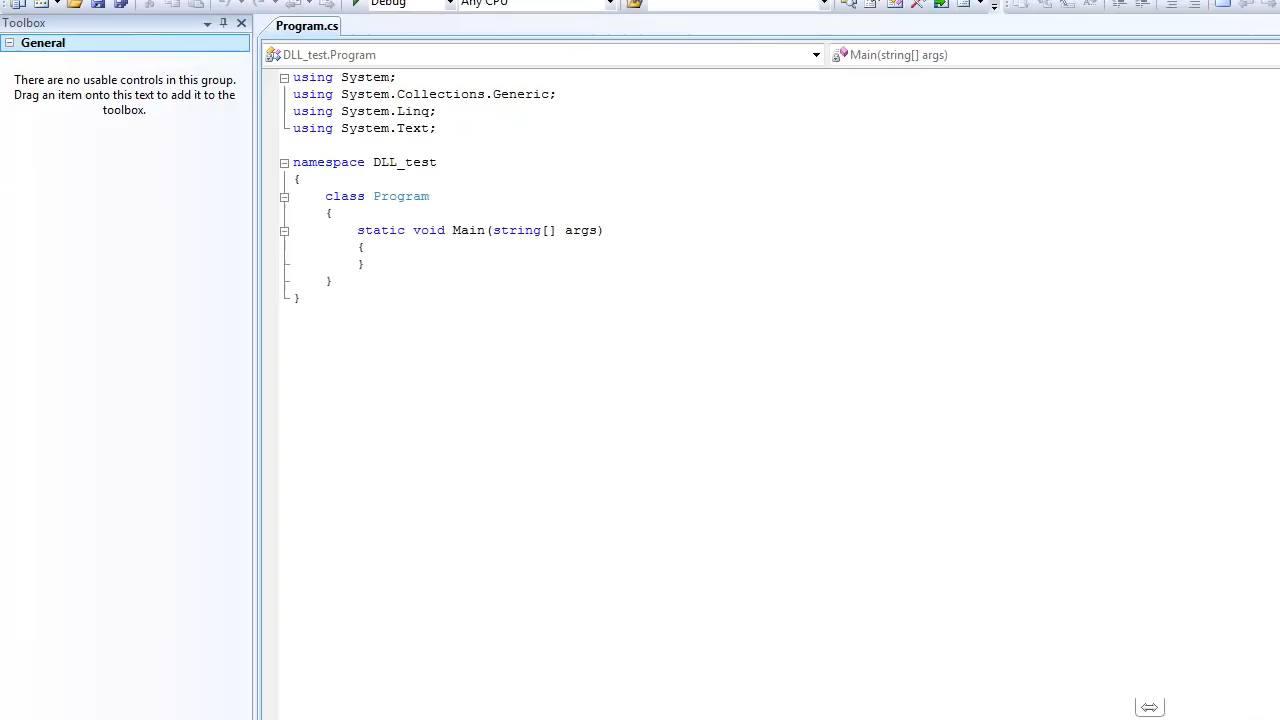 Debug
Any CPU
Toolbox
General
There are no usable controls in this group.
Drag an item onto this text to add it to the
toolbox.
Program.cs
DLL_test.Program
Main(string[] args)
using System;
using System.Collections.Generic;
using System.Linq;
using System.Text;
namespace DLL_test
{
class Program
{
static void Main(string[] args)
{
}
}
}